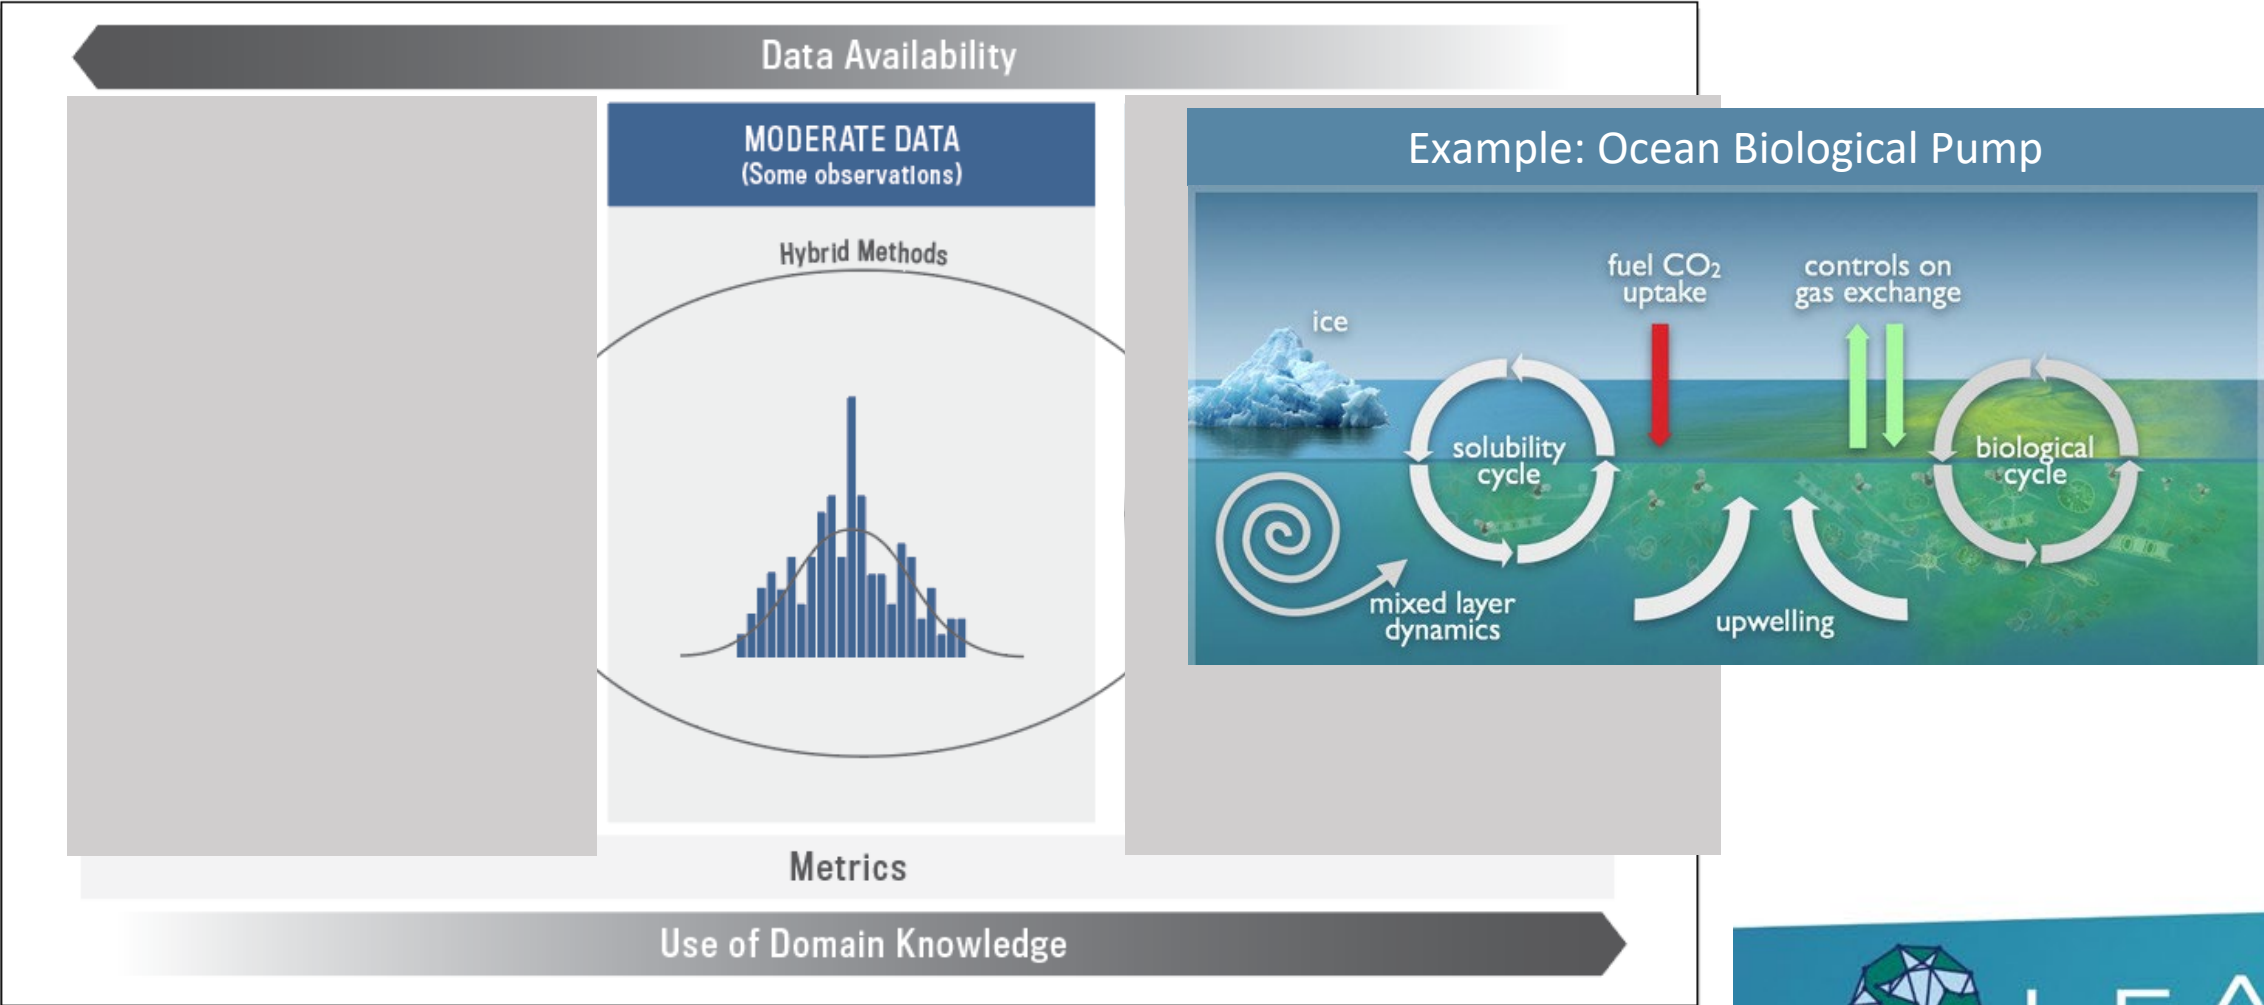 Data Availability
MODERATE DATA
(Some observations)
Hybrid Methods
Metrics
Use of Domain Knowledge
Example: Ocean Biological Pump
ice
fuel CO₂
uptake
controls on
gas exchange
solubility
cycle
biological
cycle
mixed layer
dynamics
upwelling